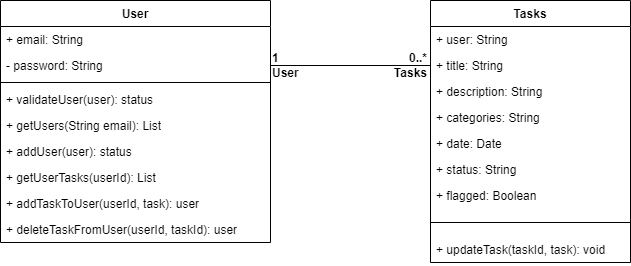 User
+ email: String
- password: String
+ validateUser(user): status
+ getUsers(String email): List
+ addUser(user): status
+ getUserTasks(userId): List
+ addTaskToUser(userId, task): user
+ deleteTaskFromUser(userId, taskId): user
1
0..*
User
Tasks
Tasks
+ user: String
+ title: String
+ description: String
+ categories: String
+ date: Date
+ status: String
+ flagged: Boolean
+ updateTask(taskId, task): void